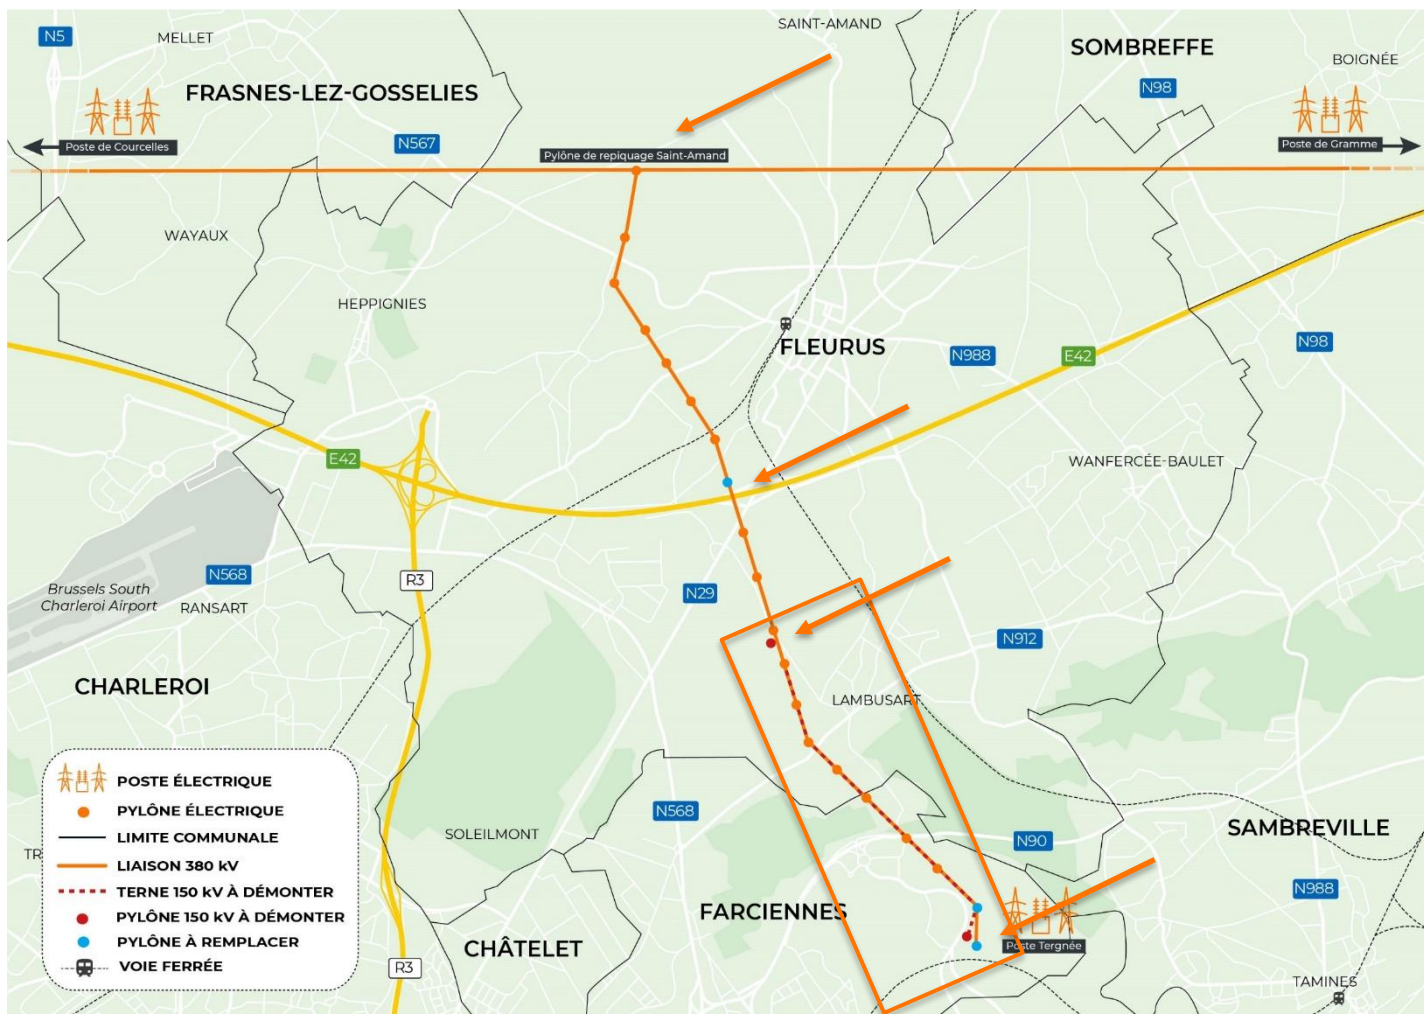 SAINT-AMAND
N5
MELLET
SOMBREFFE
BOIGNÉE
FRASNES-LEZ-GOSSELIES
N98
Poste de Courcelles
N567
Pylône de repiquage Saint-Amand
Poste de Gramme
WAYAUX
HEPPIGNIES
FLEURUS
N988
E42
N98
E42
WANFERCÉE-BAULET
Brussels South
Charleroi Airport
N568
RANSART
R3
N29
N912
CHARLEROI
LAMBUSART
POSTE ÉLECTRIQUE
PYLÔNE ÉLECTRIQUE
LIMITE COMMUNALE
LIAISON 380 kV
TERNE 150 kV À DÉMONTER
PYLÔNE 150 kV À DÉMONTER
PYLÔNE À REMPLACER
VOIE FERRÉE
TR
SOLEILMONT
N568
N90
SAMBREVILLE
N988
FARCIENNES
CHÂTELET
Poste Tergnée
R3
TAMINES